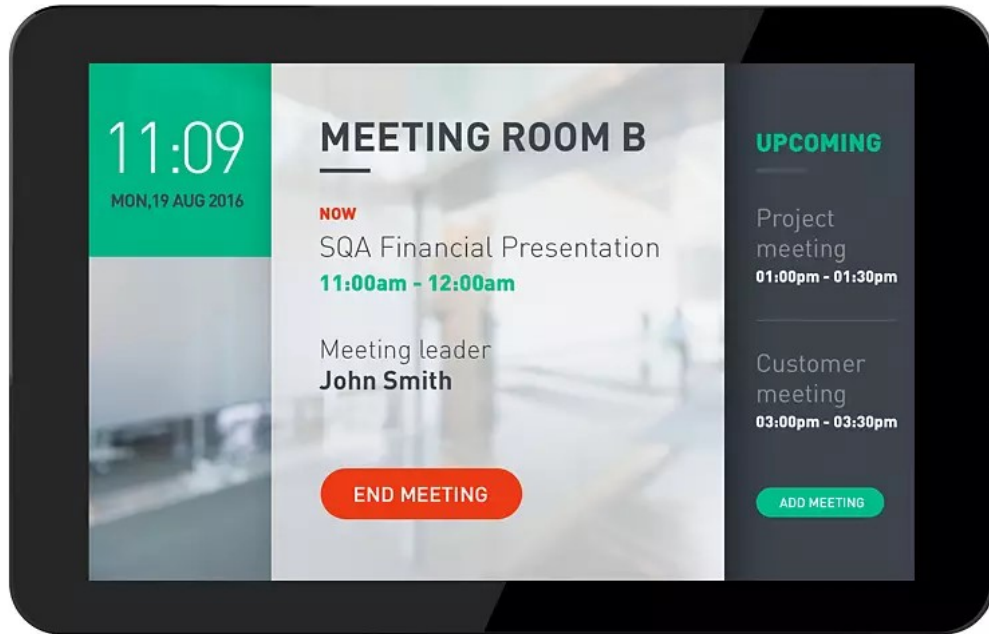 11:09
MON,19 AUG 2016
MEETING ROOM B
NOW
SQA Financial Presentation
11:00am - 12:00am
Meeting leader
John Smith
END MEETING
UPCOMING
Project
meeting
01:00pm - 01:30pm
Customer
meeting
03:00pm - 03:30pm
ADD MEETING